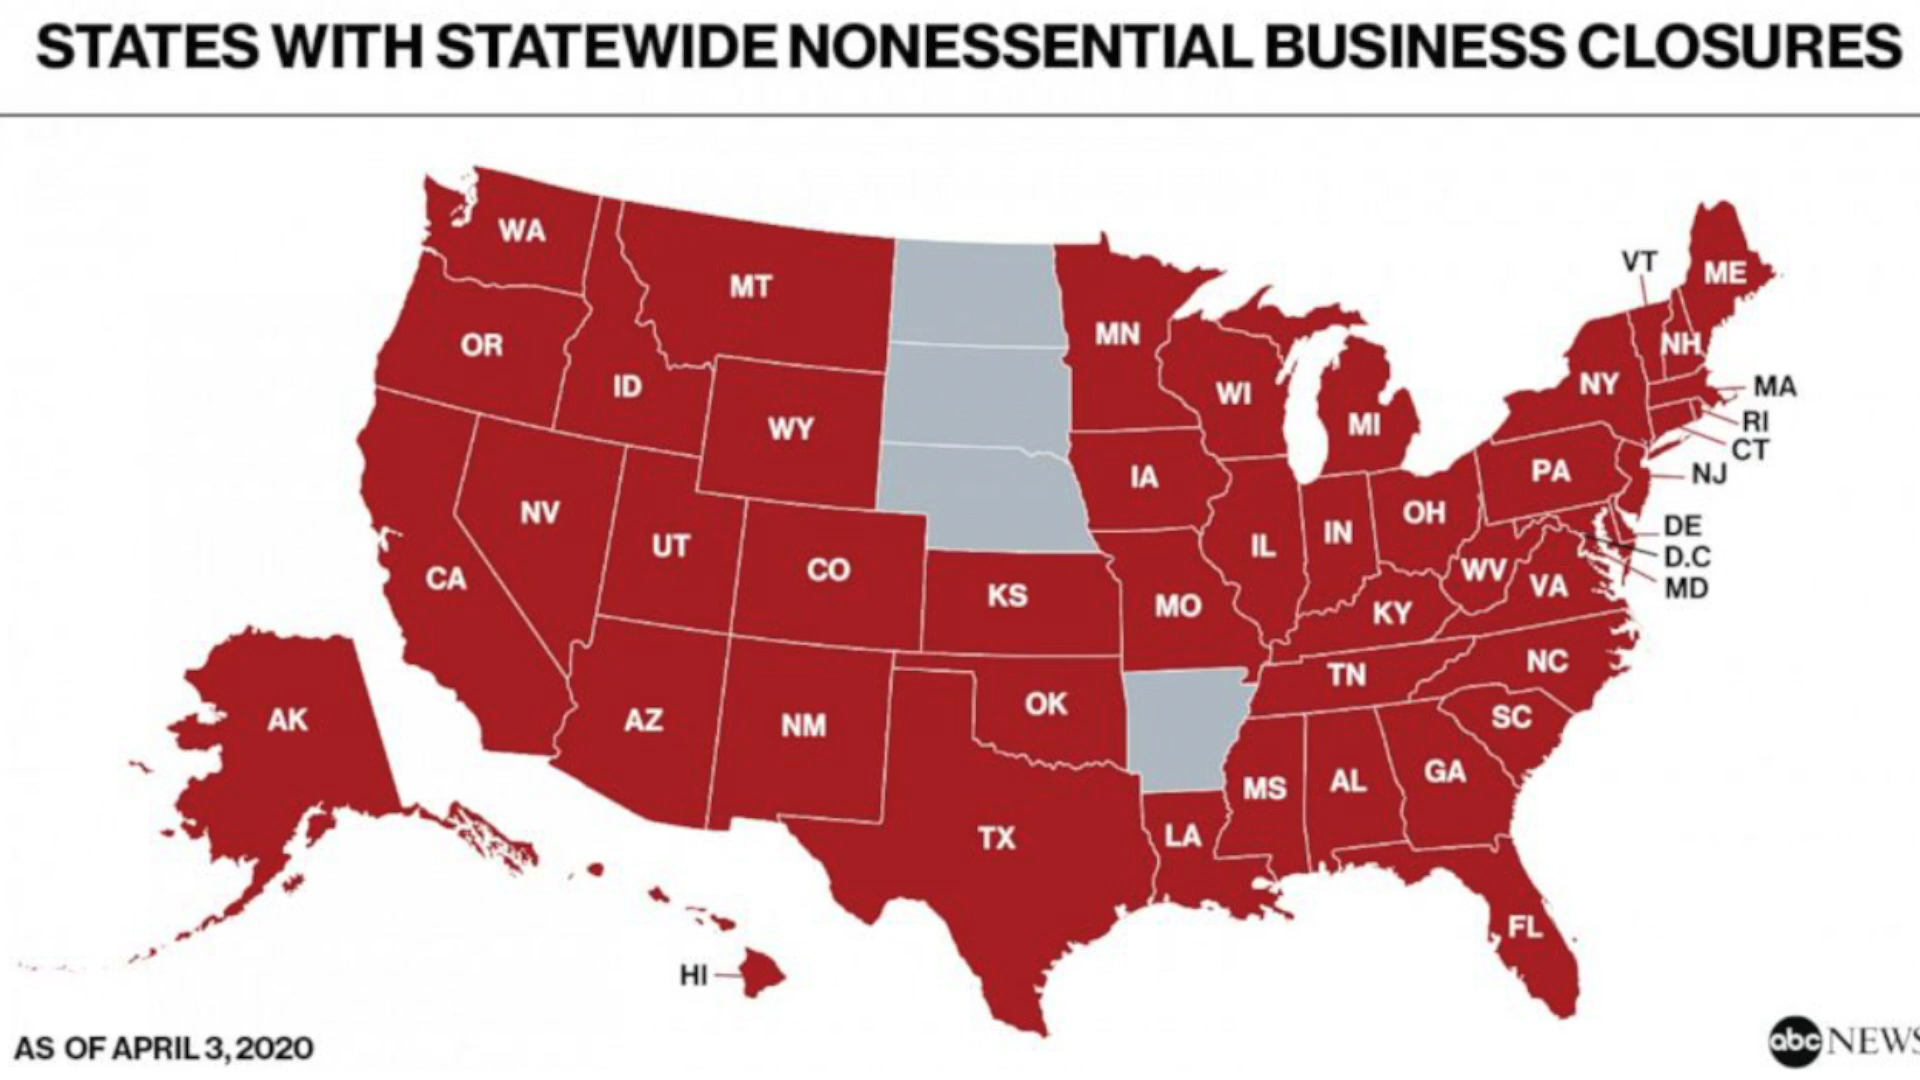 STATES WITH STATEWIDE NONESSENTIAL BUSINESS CLOSURES
WA
VT
ME
MT
MN
OR
NH
ID
WI
NY
MA
WY
MI
RI
CT
IA
PA
NJ
NV
OH
DE
UT
IL
IN
D.C
CO
WV
CA
VA
MD
KS
MO
KY
TN
NC
AK
AZ
NM
OK
SC
MS
AL
GA
TX
LA
FL
HI
AS OF APRIL 3, 2020
abc NEWS